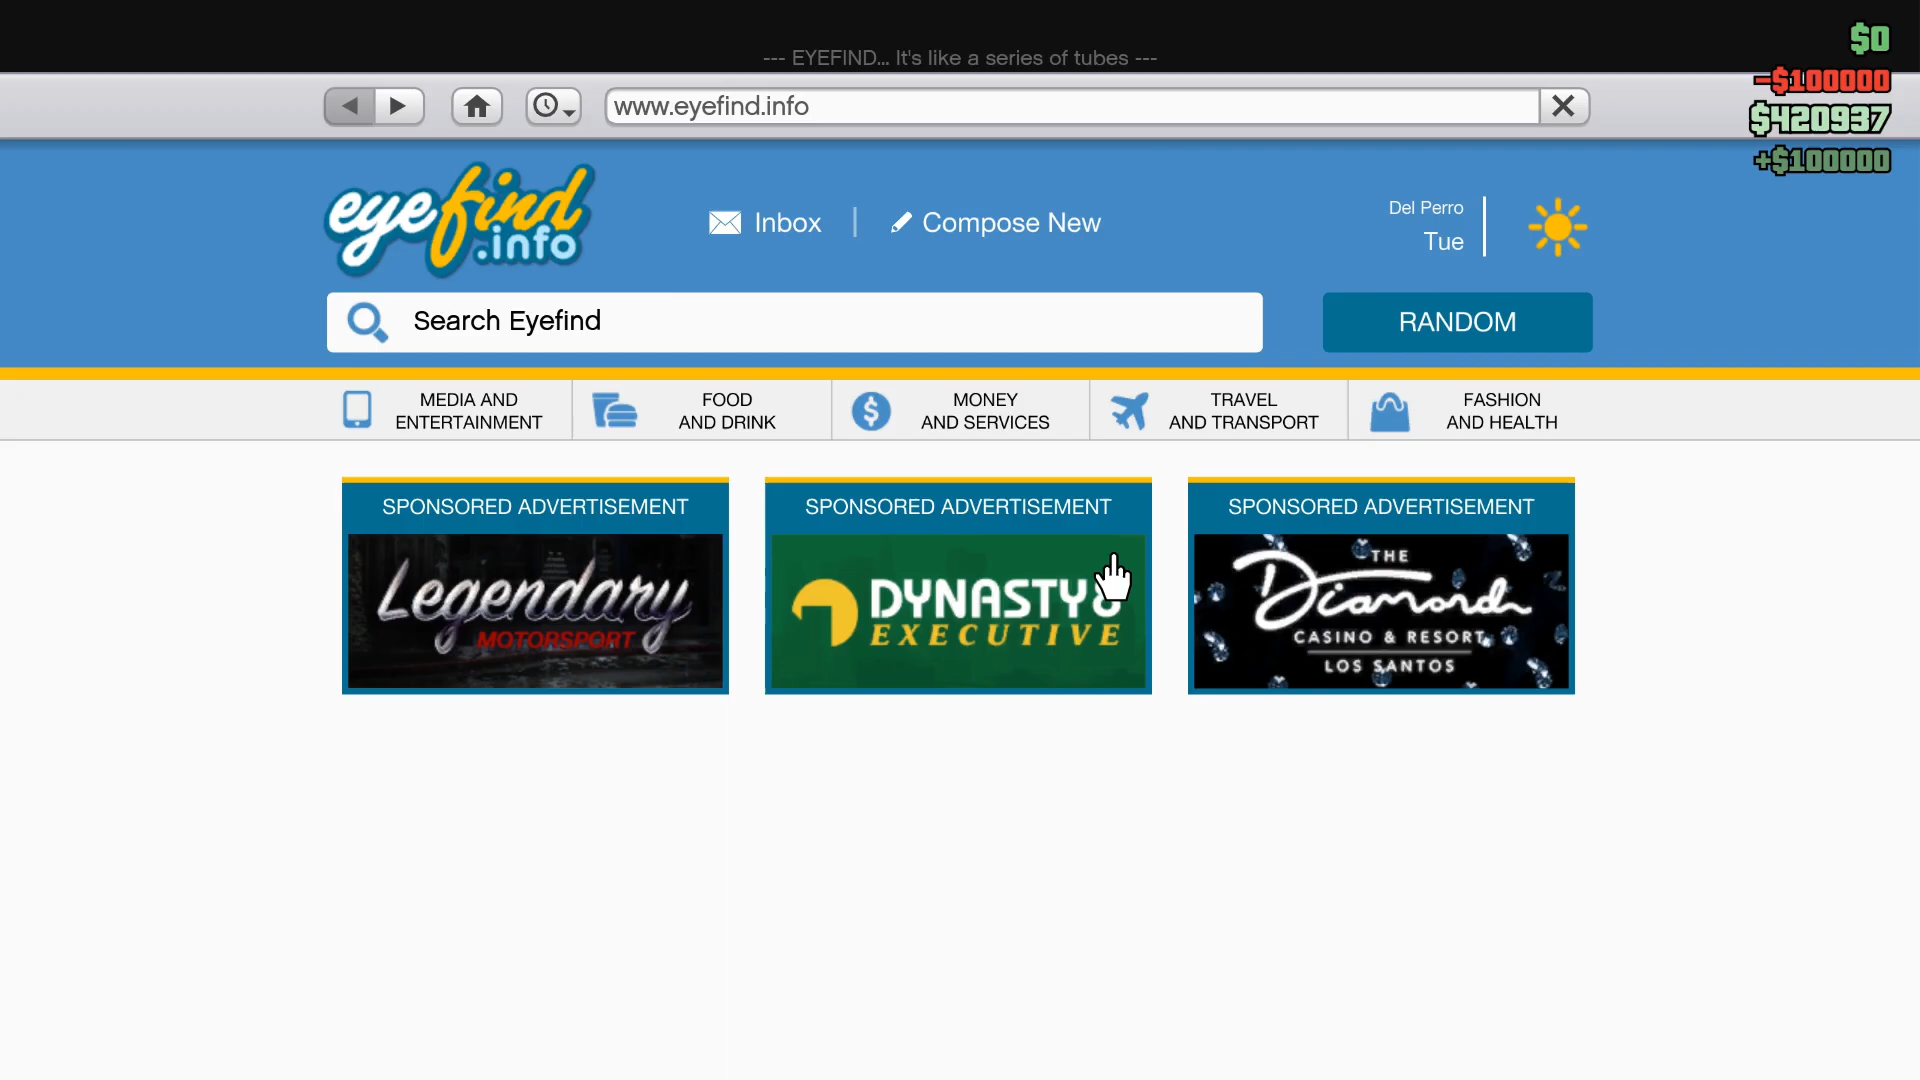 $0
--- EYEFIND... It's like a series of tubes ---
-$100000
www.eyefind.info
$420937
+$100000
eyefind
.info
Inbox | Compose New
Del Perro
Tue
Search Eyefind
RANDOM
MEDIA AND
ENTERTAINMENT
FOOD
AND DRINK
MONEY
AND SERVICES
TRAVEL
AND TRANSPORT
FASHION
AND HEALTH
SPONSORED ADVERTISEMENT
Legendary
MOTORSPORT
SPONSORED ADVERTISEMENT
DYNASTY8
EXECUTIVE
SPONSORED ADVERTISEMENT
THE
Diamond
CASINO & RESORT
LOS SANTOS